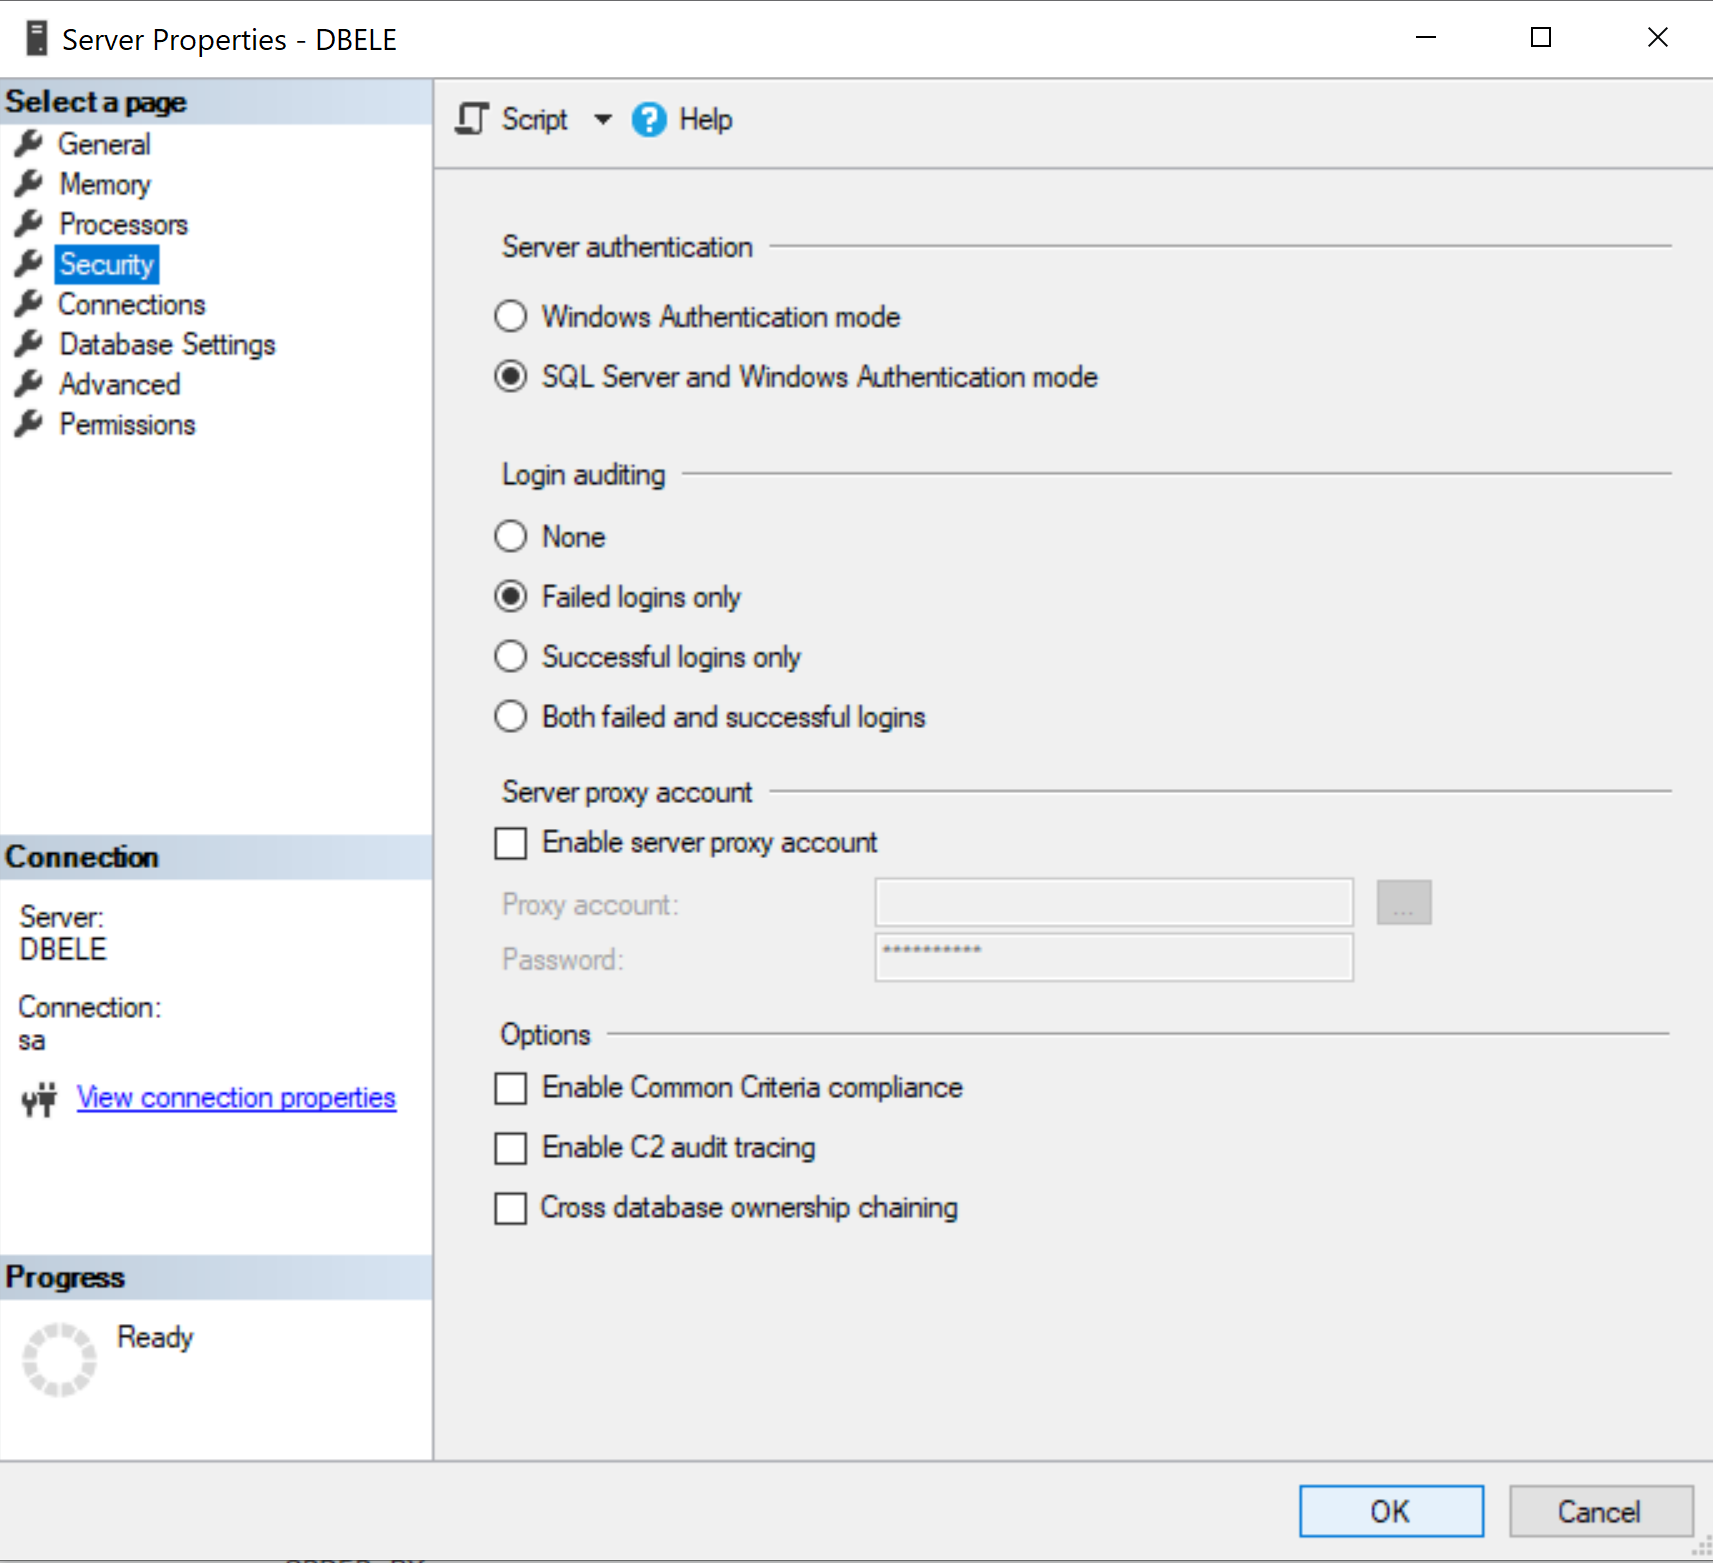 Server Properties - DBELE
Select a page
General
Memory
Processors
Security
Connections
Database Settings
Advanced
Permissions
Connection
Server:
DBELE
Connection:
sa
View connection properties
Progress
Ready
Script
Help
Server authentication
Windows Authentication mode
SQL Server and Windows Authentication mode
Login auditing
None
Failed logins only
Successful logins only
Both failed and successful logins
Server proxy account
Enable server proxy account
Proxy account:
...
Password:
**********
Options
Enable Common Criteria compliance
Enable C2 audit tracing
Cross database ownership chaining
OK
Cancel